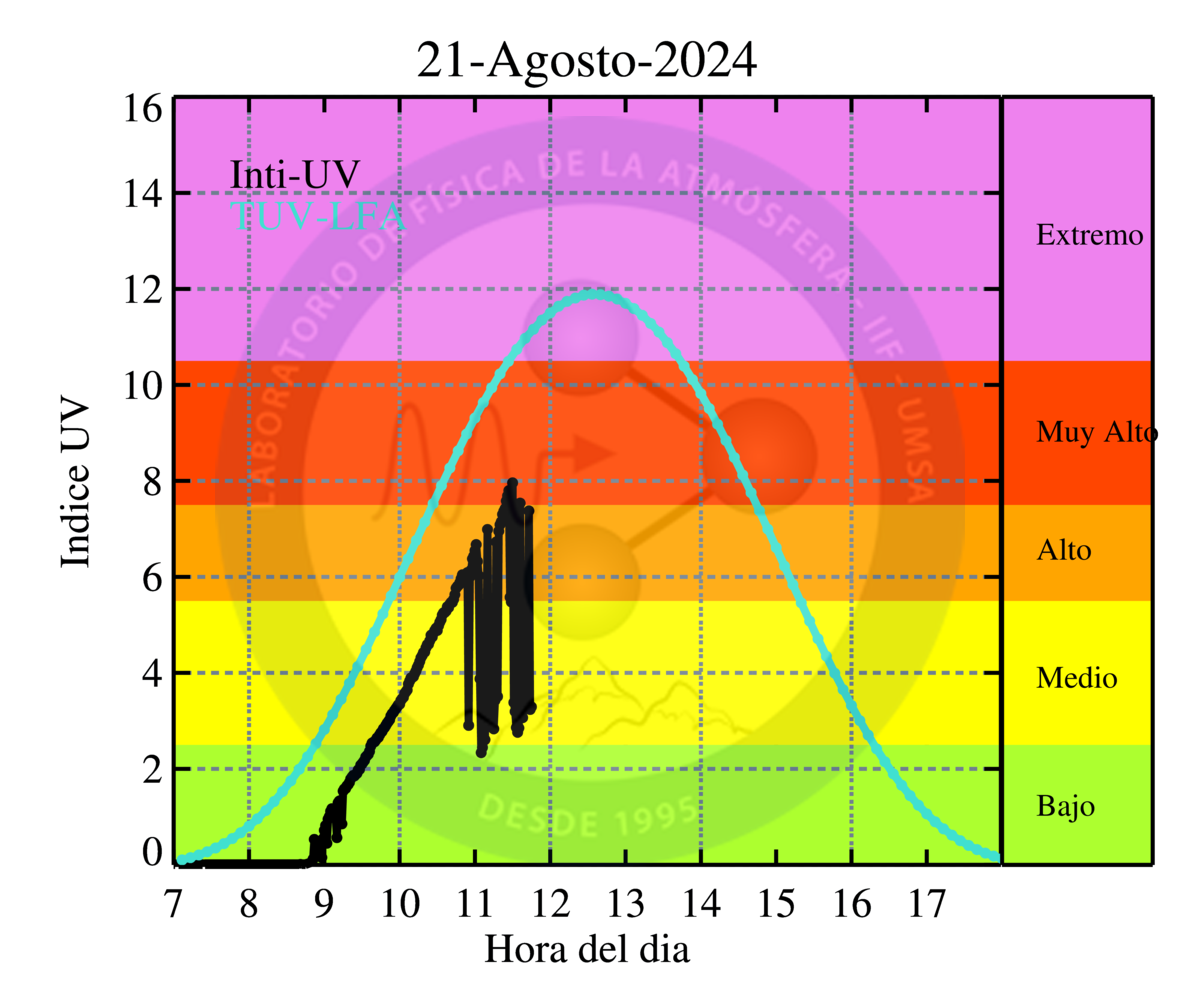 21-Agosto-2024
16
14
12
10
8
6
4
2
0
Indice UV
Inti-UV
TUV-LFA
LABORATORIO DE FÍSICA DE LA ATMÓSFERA - IIF - UMSA
DESDE 1995
Extremo
Muy Alto
Alto
Medio
Bajo
7 8 9 10 11 12 13 14 15 16 17
Hora del dia